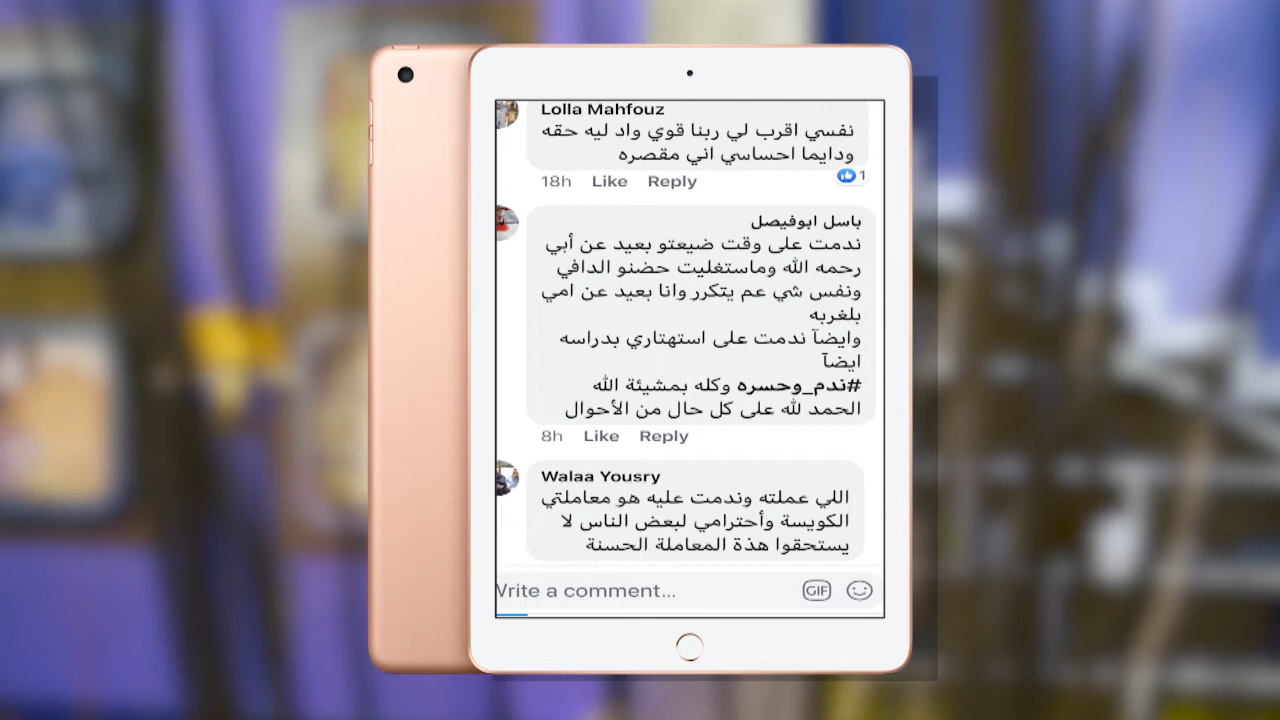 Lolla Mahfouz
نفسي اقرب لي ربنا قوي واد ليه حقه
ودايما احساسي اني مقصره
18h Like Reply 1
باسل ابوفيصل
ندمت على وقت ضيعتو بعيد عن أبي
رحمه الله وماستغليت حضنو الدافي
ونفس شي عم يتكرر وانا بعيد عن امي
بلغربه
وايضآ ندمت على استهتاري بدراسه
ايضآ
#ندم_وحسره وكله بمشيئة الله
الحمد لله على كل حال من الأحوال
8h Like Reply
Walaa Yousry
اللي عملته وندمت عليه هو معاملتي
الكويسة وأحترامي لبعض الناس لا
يستحقوا هذة المعاملة الحسنة
Write a comment... GIF